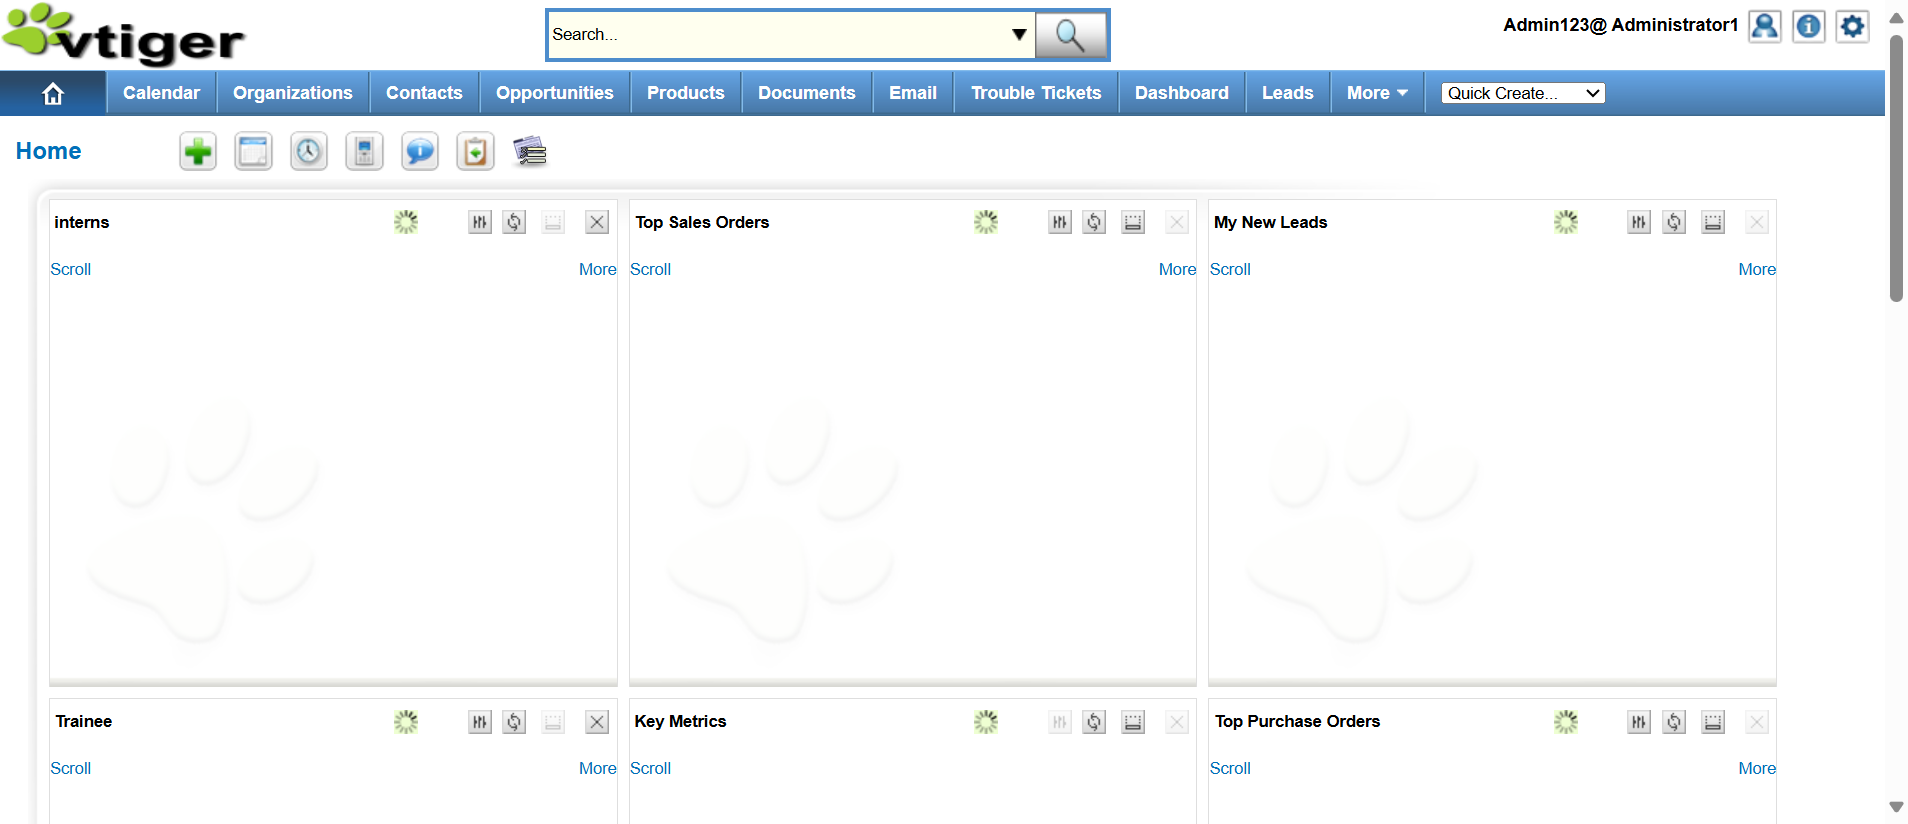 vtiger
Search...
Admin123@ Administrator1
Calendar
Organizations
Contacts
Opportunities
Products
Documents
Email
Trouble Tickets
Dashboard
Leads
More
Quick Create...
Home
interns
Scroll
More
Top Sales Orders
Scroll
More
My New Leads
Scroll
More
Trainee
Scroll
More
Key Metrics
Scroll
Top Purchase Orders
Scroll
More